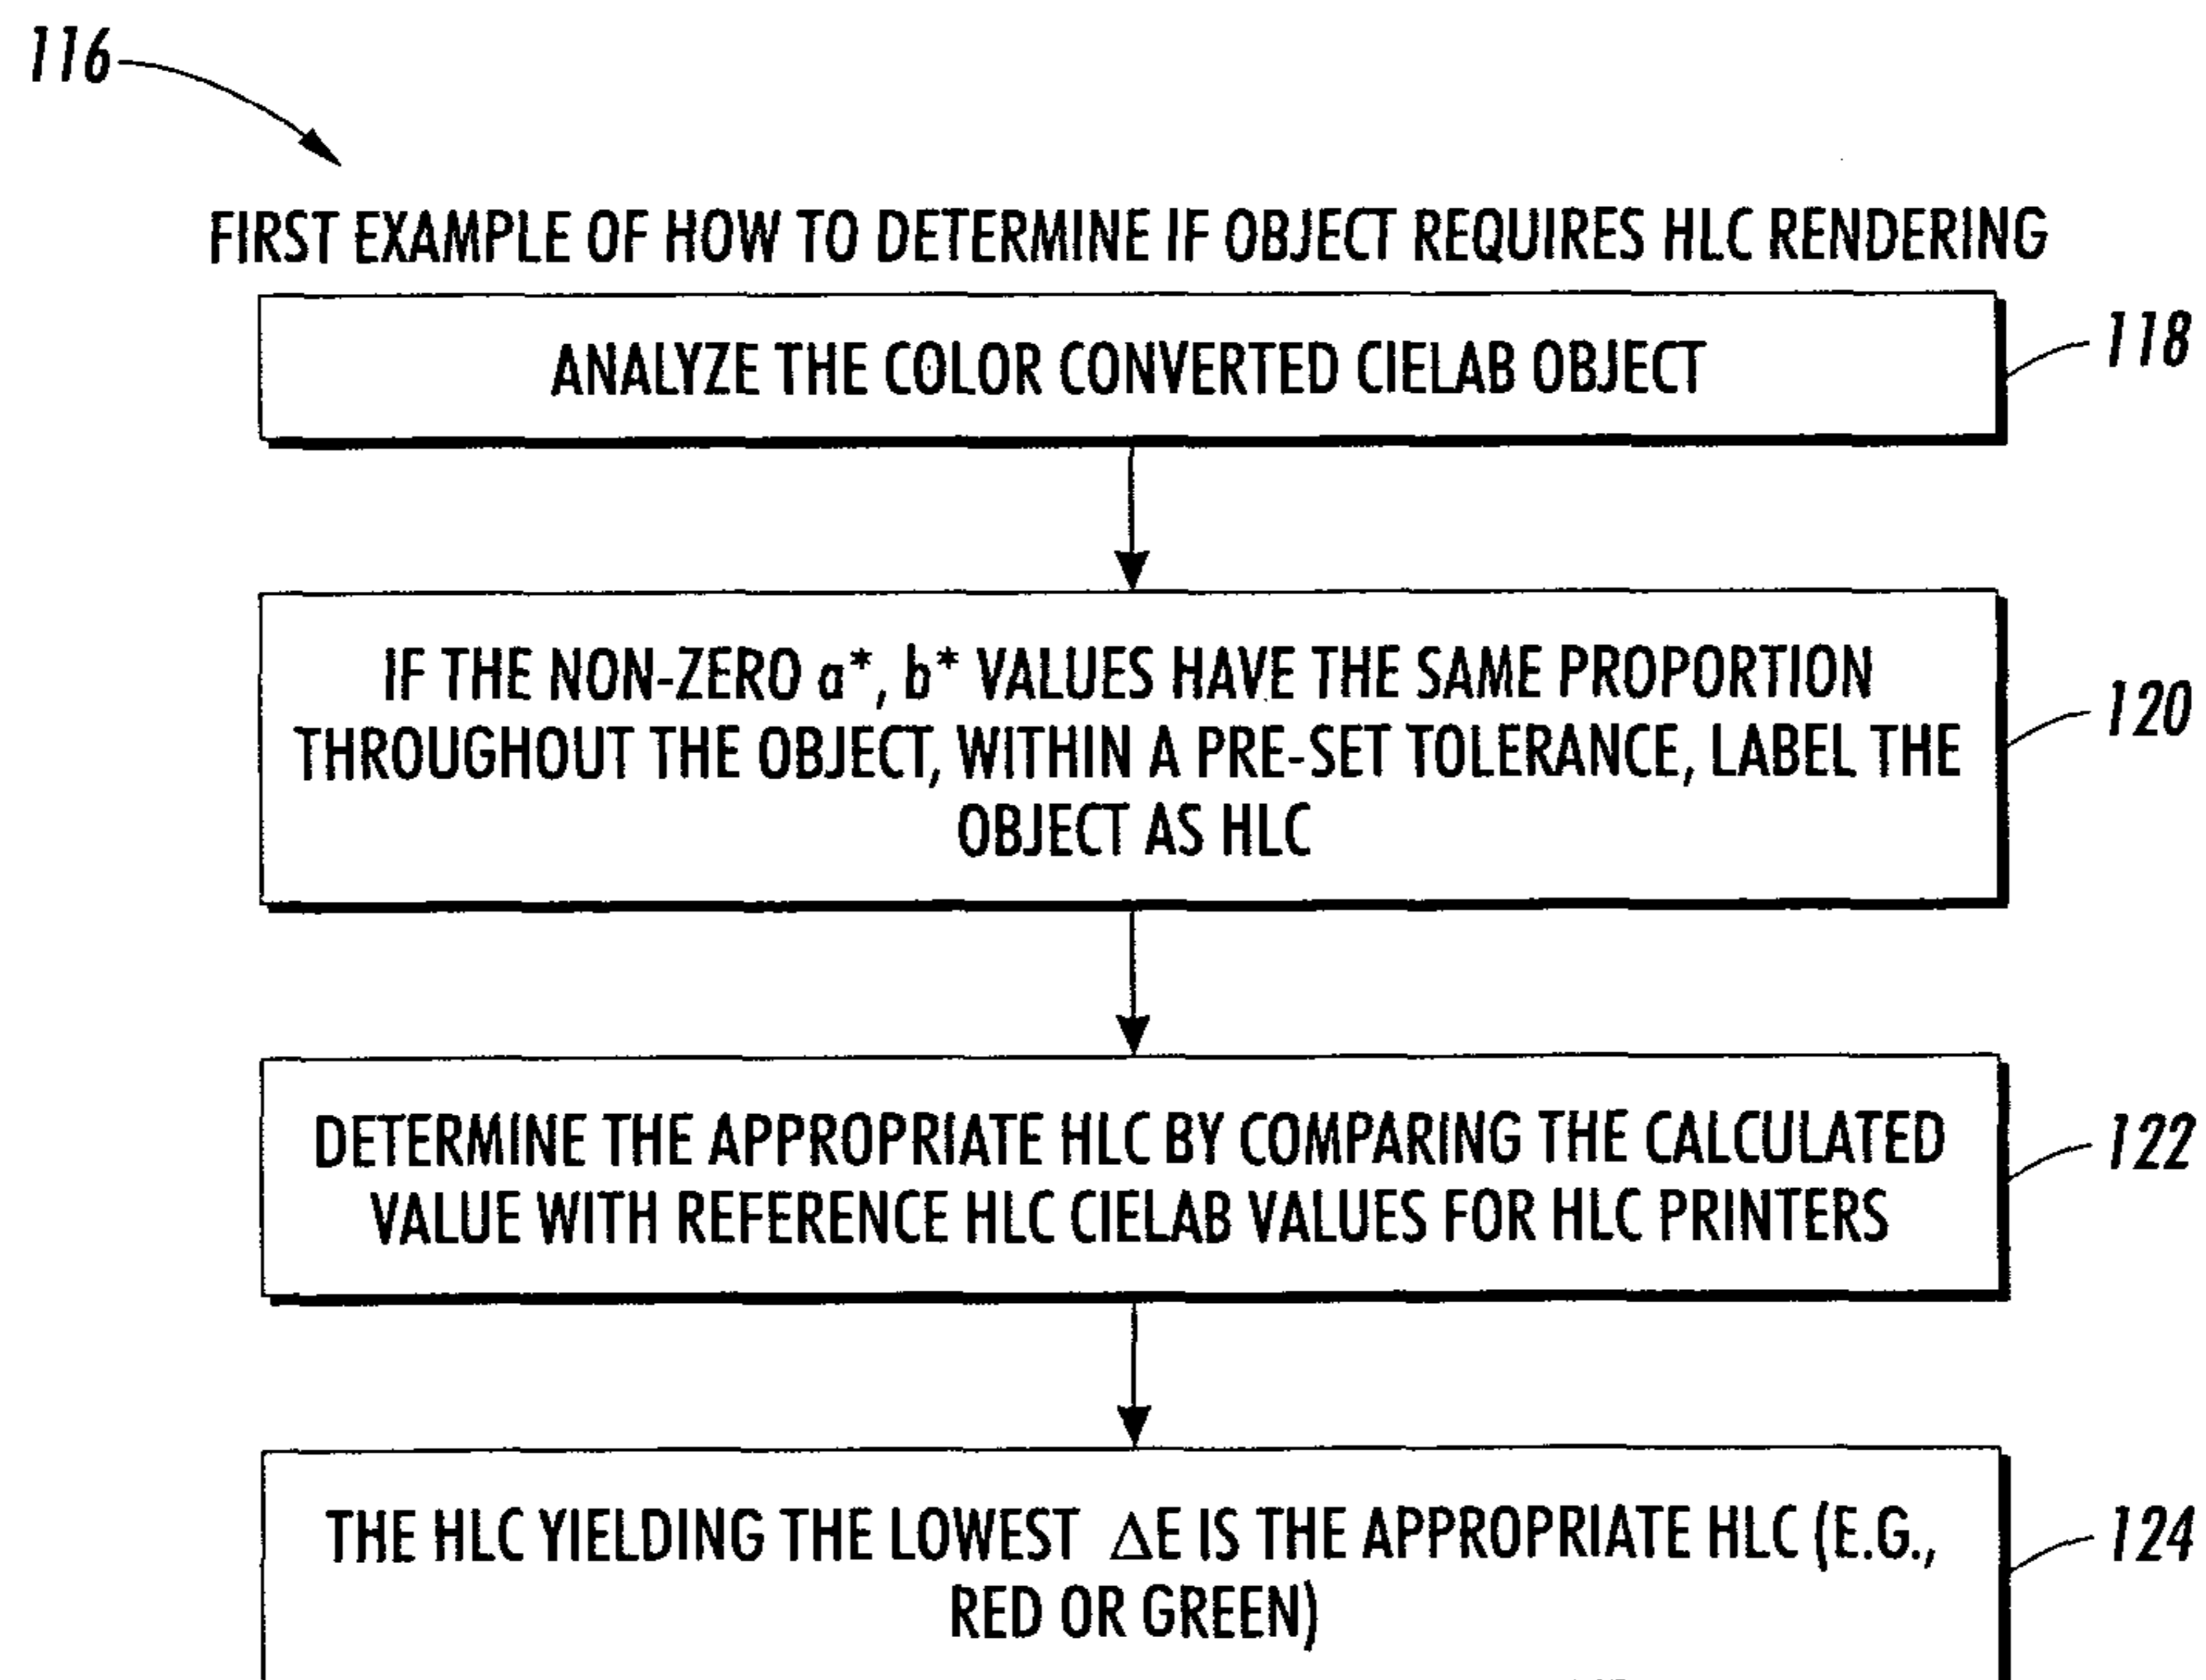 116
FIRST EXAMPLE OF HOW TO DETERMINE IF OBJECT REQUIRES HLC RENDERING
ANALYZE THE COLOR CONVERTED CIELAB OBJECT
118
IF THE NON-ZERO a*, b* VALUES HAVE THE SAME PROPORTION
THROUGHOUT THE OBJECT, WITHIN A PRE-SET TOLERANCE, LABEL THE
OBJECT AS HLC
120
DETERMINE THE APPROPRIATE HLC BY COMPARING THE CALCULATED
VALUE WITH REFERENCE HLC CIELAB VALUES FOR HLC PRINTERS
122
THE HLC YIELDING THE LOWEST ΔE IS THE APPROPRIATE HLC (E.G.,
RED OR GREEN)
124